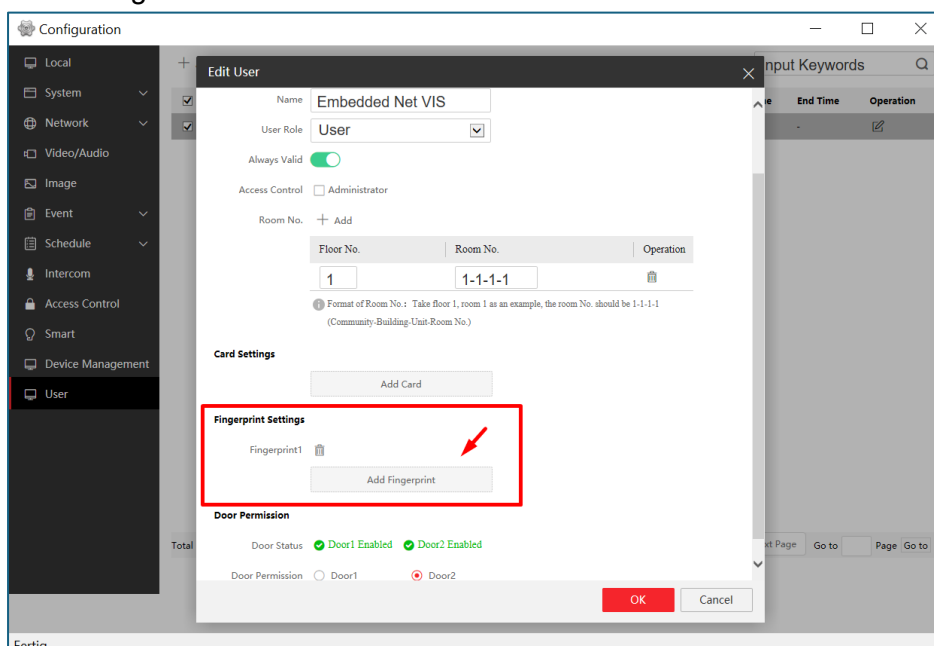 Configuration
Local
System
Network
Video/Audio
Image
Event
Schedule
Intercom
Access Control
Smart
Device Management
User
nput Keywords
End Time Operation
-
Total
xt Page Go to Page Go to
Edit User
Name Embedded Net VIS
User Role User
Always Valid
Access Control Administrator
Room No. + Add
Floor No. Room No. Operation
1 1-1-1-1
Format of Room No.: Take floor 1, room 1 as an example, the room No. should be 1-1-1-1
(Community-Building-Unit-Room No.)
Card Settings
Add Card
Fingerprint Settings
Fingerprint1
Add Fingerprint
Door Permission
Door Status Door1 Enabled Door2 Enabled
Door Permission Door1 Door2
OK Cancel
Fertig